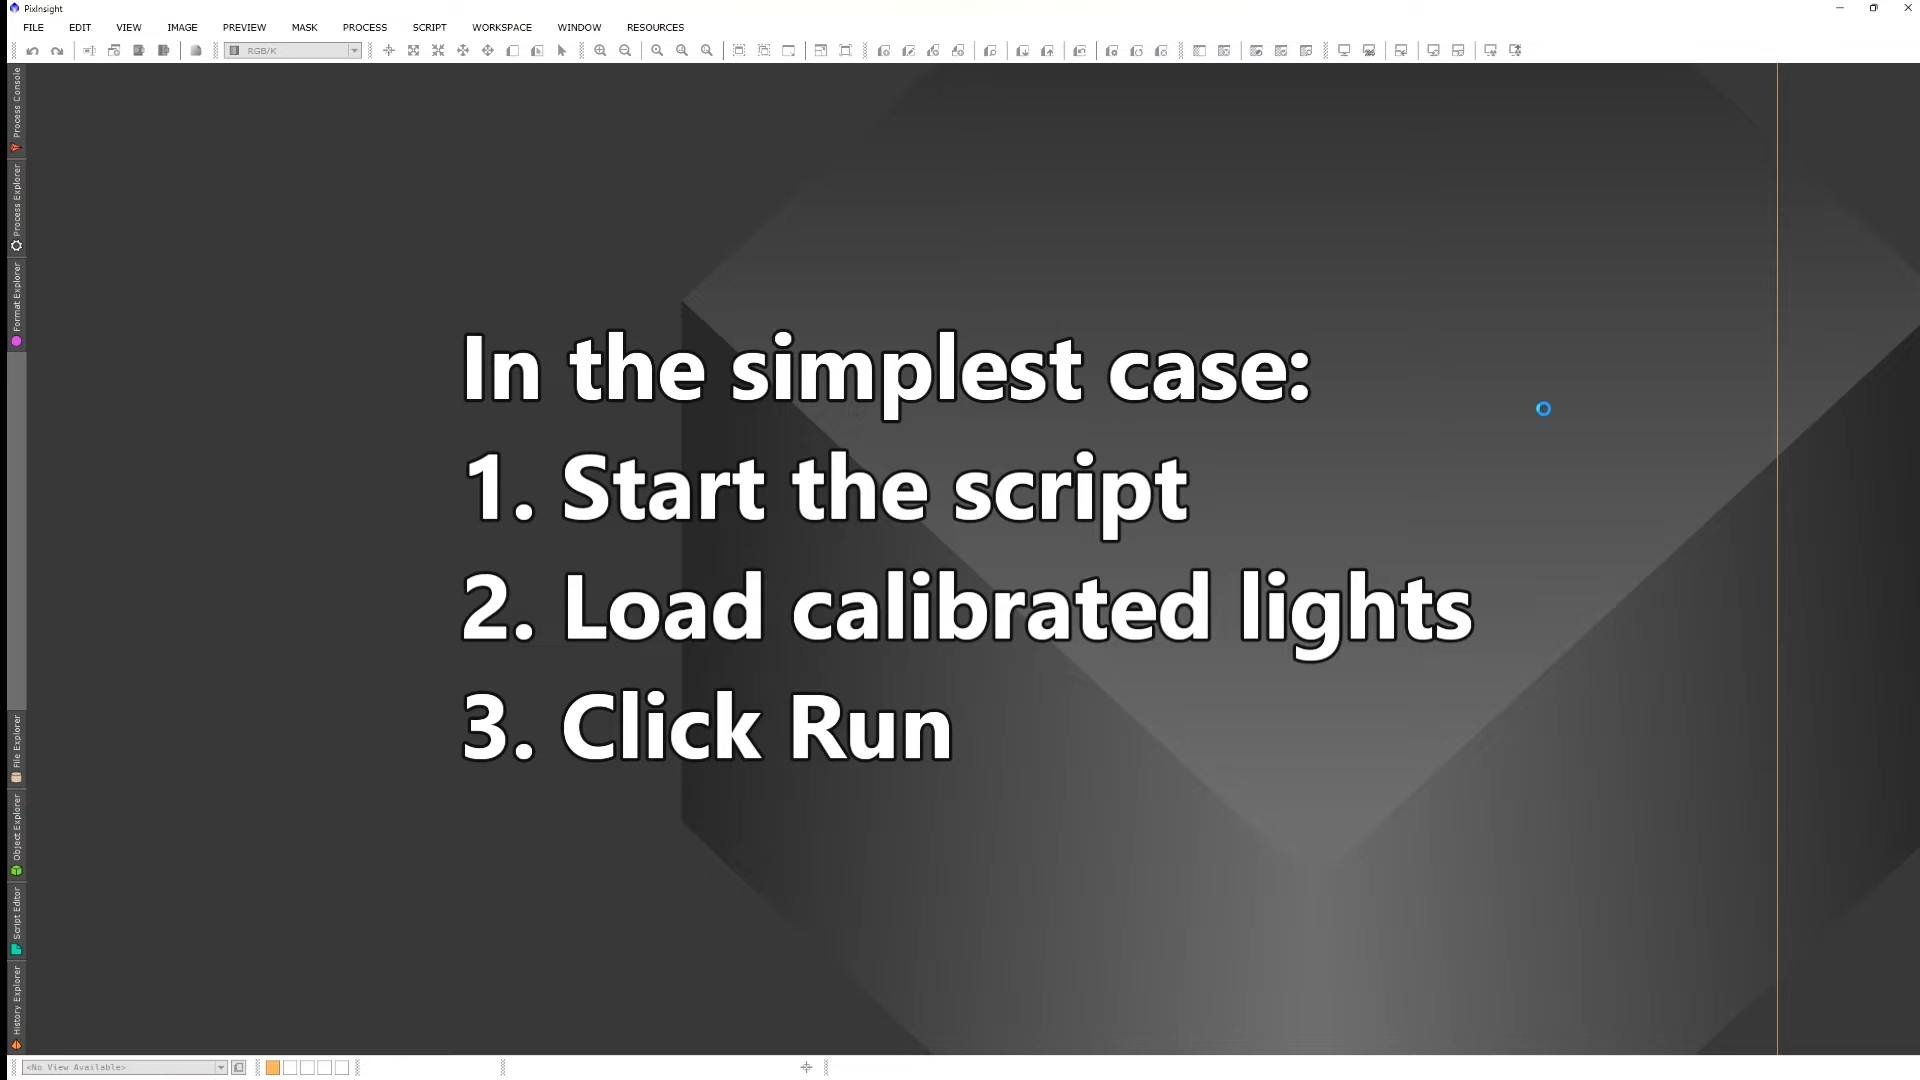 PixInsight
FILE EDIT VIEW IMAGE PREVIEW MASK PROCESS SCRIPT WORKSPACE WINDOW RESOURCES
RGB/K
Process Console
Process Explorer
Format Explorer
In the simplest case:
1. Start the script
2. Load calibrated lights
3. Click Run
File Explorer
Object Explorer
Script Editor
History Explorer
<No View Available>